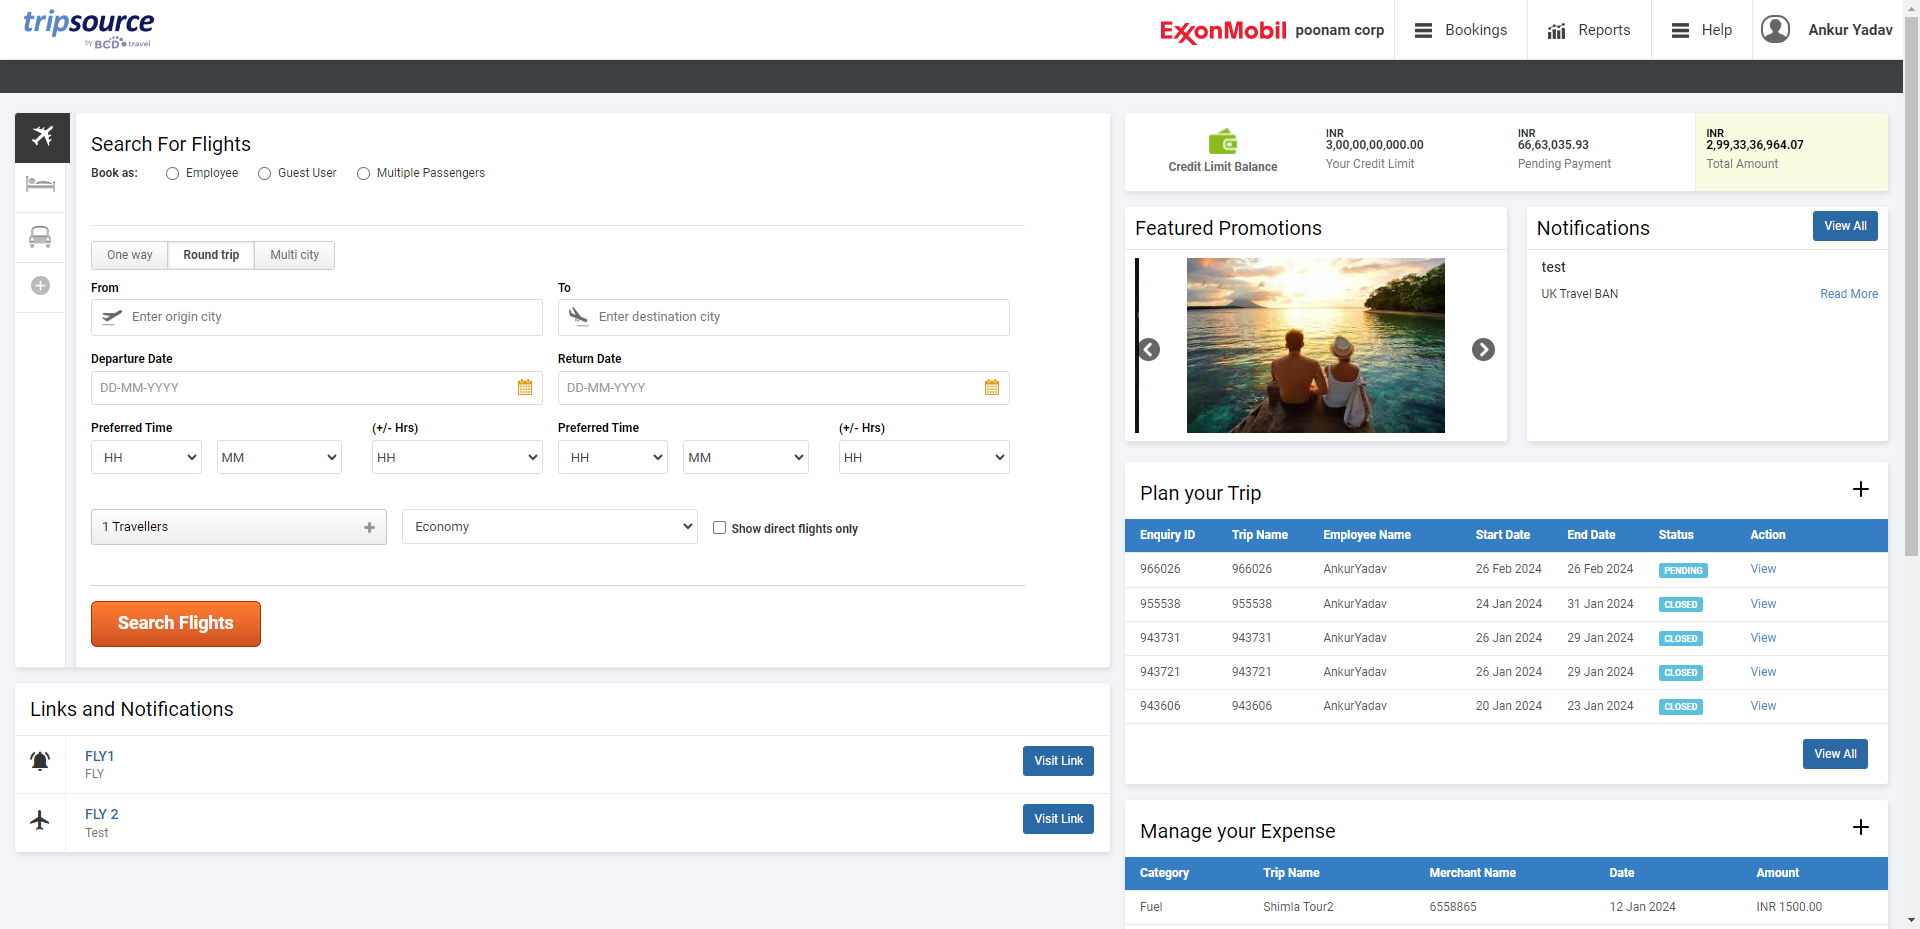 tripsource
by BCD travel
ExxonMobil poonam corp
Bookings
Reports
Help
Ankur Yadav
Search For Flights
Book as: Employee Guest User Multiple Passengers
One way Round trip Multi city
From To
Enter origin city Enter destination city
Departure Date Return Date
DD-MM-YYYY DD-MM-YYYY
Preferred Time (+/- Hrs) Preferred Time (+/- Hrs)
HH MM HH HH MM HH
1 Travellers Economy Show direct flights only
Search Flights
Links and Notifications
FLY1
FLY
Visit Link
FLY 2
Test
Visit Link
Credit Limit Balance
INR
3,00,00,00,000.00
Your Credit Limit
INR
66,63,035.93
Pending Payment
INR
2,99,33,36,964.07
Total Amount
Featured Promotions
Notifications View All
test
UK Travel BAN Read More
Plan your Trip
Enquiry ID Trip Name Employee Name Start Date End Date Status Action
966026 966026 AnkurYadav 26 Feb 2024 26 Feb 2024 PENDING View
955538 955538 AnkurYadav 24 Jan 2024 31 Jan 2024 CLOSED View
943731 943731 AnkurYadav 26 Jan 2024 29 Jan 2024 CLOSED View
943721 943721 AnkurYadav 26 Jan 2024 29 Jan 2024 CLOSED View
943606 943606 AnkurYadav 20 Jan 2024 23 Jan 2024 CLOSED View
View All
Manage your Expense
Category Trip Name Merchant Name Date Amount
Fuel Shimla Tour2 6558865 12 Jan 2024 INR 1500.00